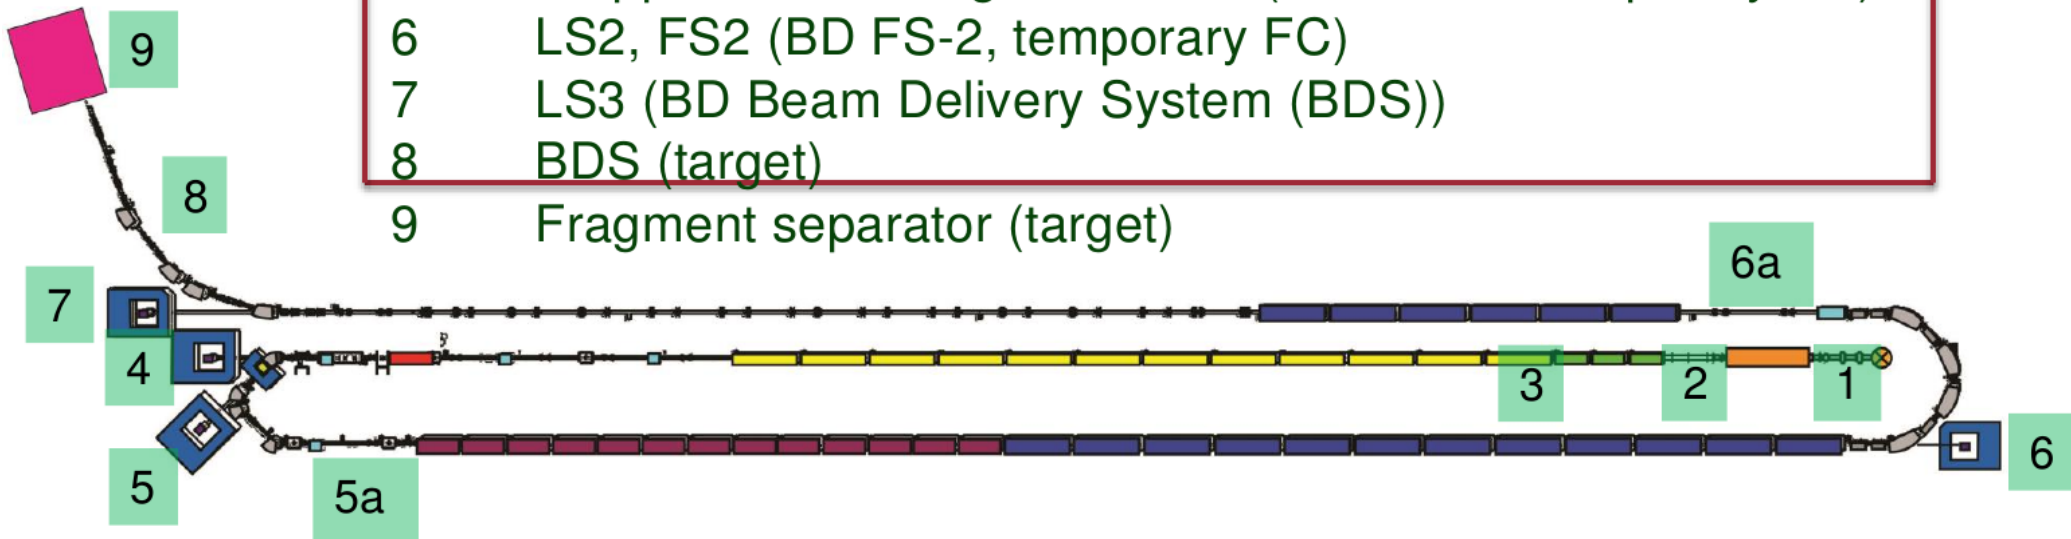 6 LS2, FS2 (BD FS-2, temporary FC)
7 LS3 (BD Beam Delivery System (BDS))
8 BDS (target)
9 Fragment separator (target)
9
8
7
6a
4
3
2
1
5
5a
6